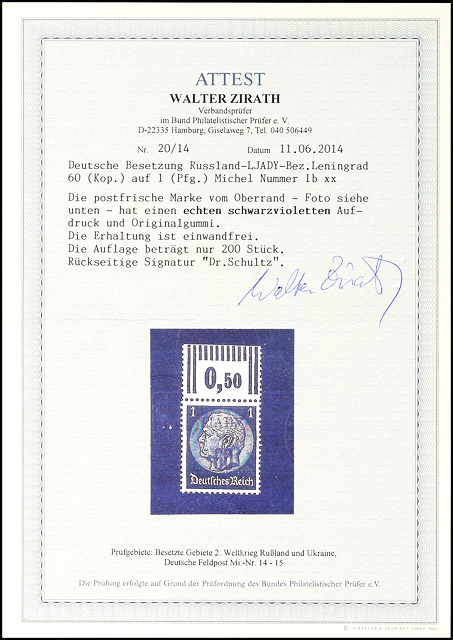 ATTEST
WALTER ZIRATH
Verbandsprüfer
im Bund Philatelistischer Prüfer e. V.
D-22335 Hamburg, Giselaweg 7, Tel. 040 506449
Nr. 20/14 Datum 11.06.2014
Deutsche Besetzung Russland-LJADY-Bez.Leningrad
60 (Kop.) auf 1 (Pfg.) Michel Nummer 1b xx
Die postfrische Marke vom Oberrand - Foto siehe
unten - hat einen echten schwarzvioletten Auf-
druck und Originalgummi.
Die Erhaltung ist einwandfrei.
Die Auflage beträgt nur 200 Stück.
Rückseitige Signatur "Dr.Schultz".
Walter Zirath
0,50
1 1
LJADY
60
Deutsches Reich
Prüfgebiete: Besetzte Gebiete 2. Weltkrieg Rußland und Ukraine,
Deutsche Feldpost Mi.-Nr. 14 - 15
Die Prüfung erfolgte auf Grund der Prüfordnung des Bundes Philatelistischer Prüfer e.V.